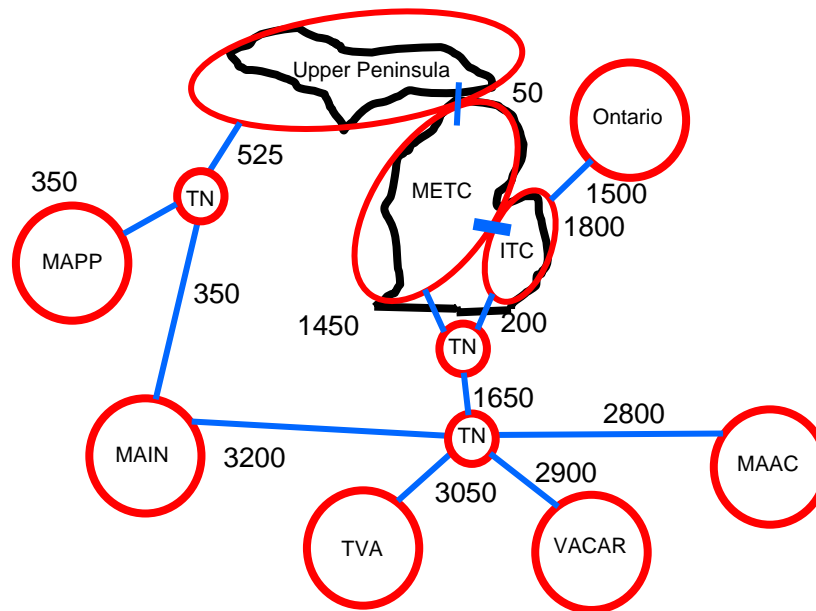 Upper Peninsula
50
Ontario
525
350
TN
METC
1500
1800
MAPP
ITC
350
1450
200
TN
1650
2800
TN
MAIN
3200
2900
MAAC
3050
TVA
VACAR